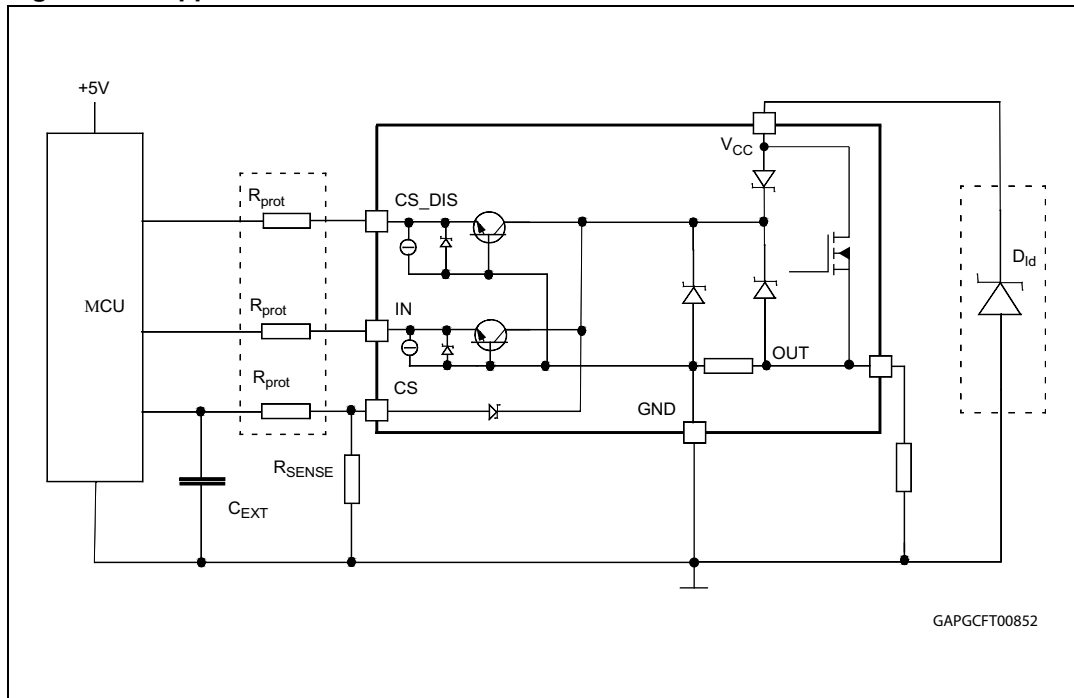 +5V
V_CC
R_prot
CS_DIS
D_ld
MCU
R_prot
IN
OUT
R_prot
CS
GND
R_SENSE
C_EXT
GAPGCFT00852